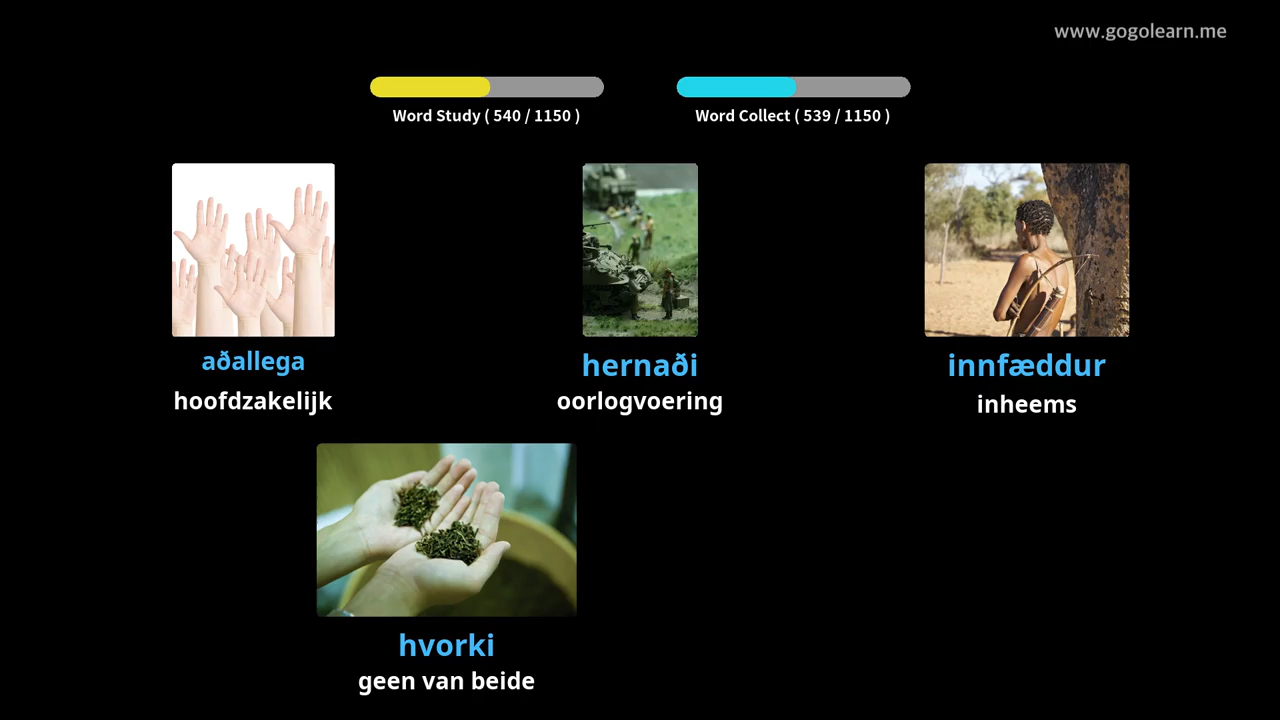 www.gogolearn.me
Word Study ( 540 / 1150 )
Word Collect ( 539 / 1150 )
aðallega
hoofdzakelijk
hernaði
oorlogvoering
innfæddur
inheems
hvorki
geen van beide